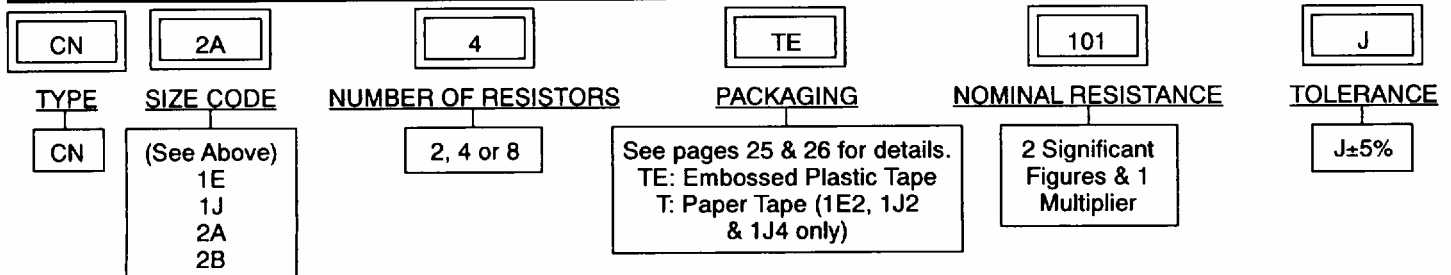 CN 2A 4 TE 101 J
TYPE SIZE CODE NUMBER OF RESISTORS PACKAGING NOMINAL RESISTANCE TOLERANCE
CN
(See Above)
1E
1J
2A
2B
2, 4 or 8
See pages 25 & 26 for details.
TE: Embossed Plastic Tape
T: Paper Tape (1E2, 1J2
& 1J4 only)
2 Significant
Figures & 1
Multiplier
J±5%